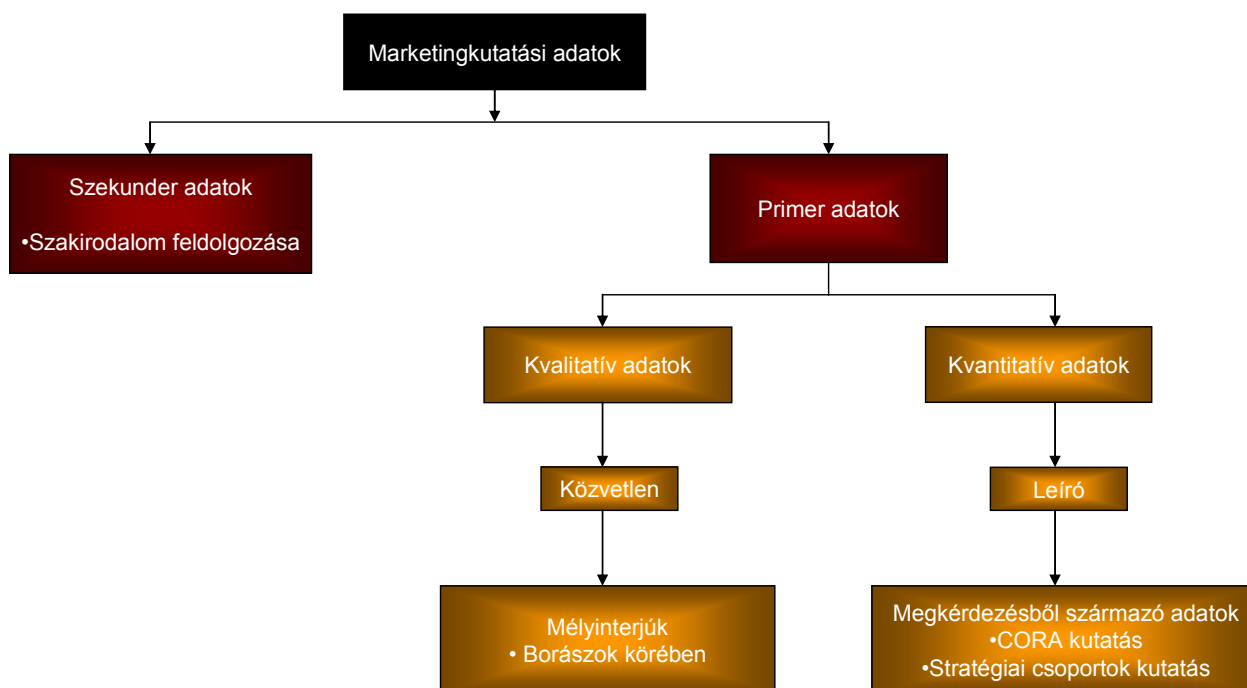 Marketingkutatási adatok
Szekunder adatok
•Szakirodalom feldolgozása
Primer adatok
Kvalitatív adatok
Kvantitatív adatok
Közvetlen
Leíró
Mélyinterjúk
• Borászok körében
Megkérdezésből származó adatok
•CORA kutatás
•Stratégiai csoportok kutatás